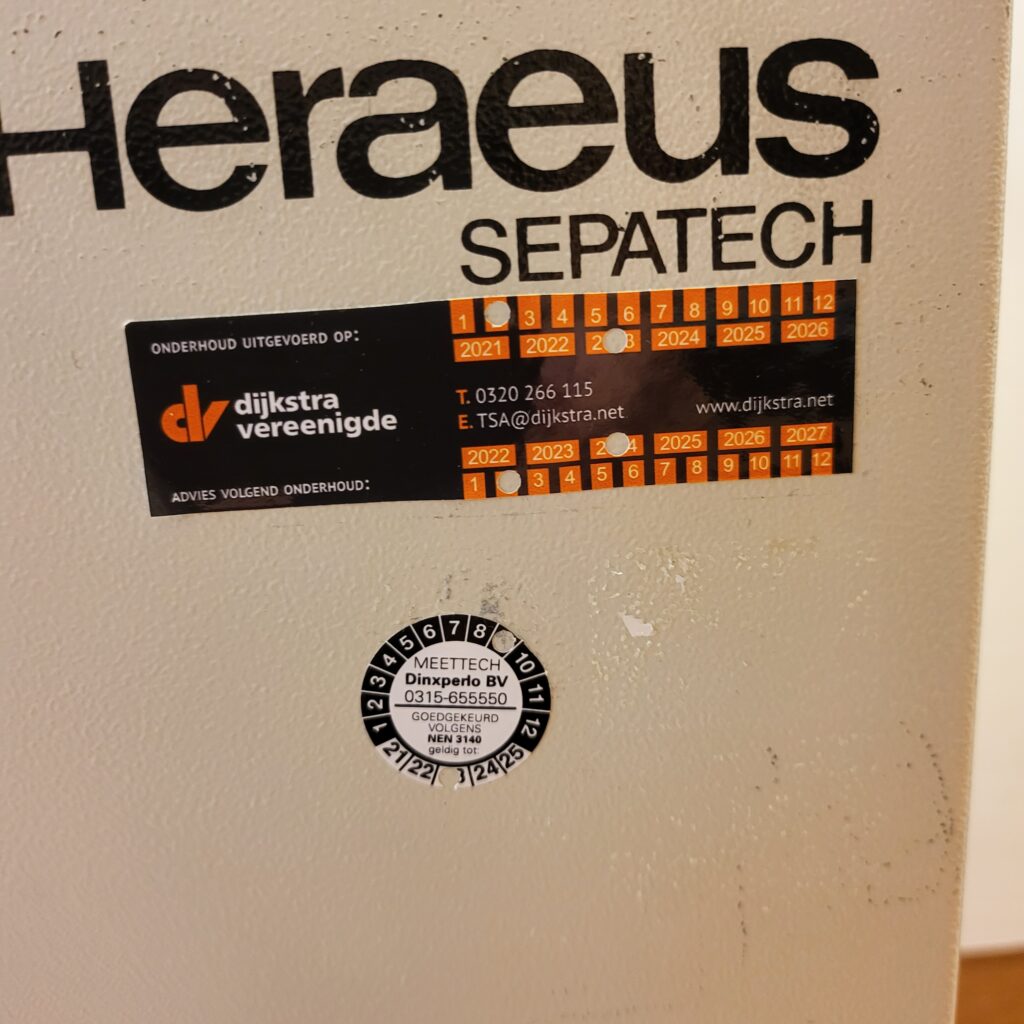 Heraeus
SEPATECH
ONDERHOUD UITGEVOERD OP:
1 3 4 5 6 7 8 9 10 11 12
2021 2022 2024 2025 2026
dv dijkstra
vereenigde
T. 0320 266 115
E. TSA@dijkstra.net
www.dijkstra.net
2022 2023 2025 2026 2027
1 3 4 5 6 7 8 9 10 11 12
ADVIES VOLGEND ONDERHOUD:
1 2 3 4 5 6 7 8 10 11 12
MEETTECH
Dinxperlo BV
0315-655550
GOEDGEKEURD
VOLGENS
NEN 3140
geldig tot:
21 22 24 25